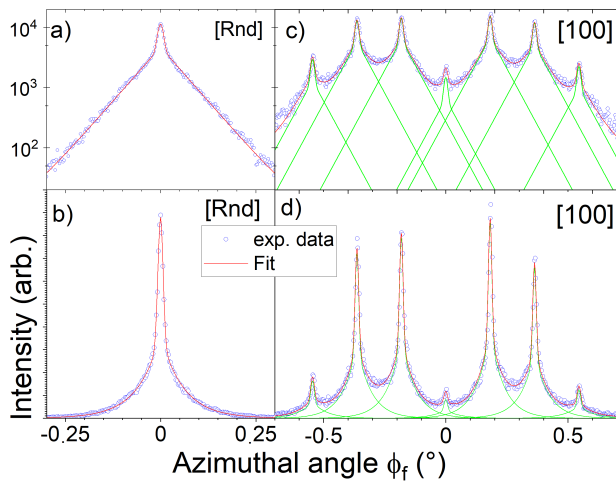 a) [Rnd]
c) [100]
10⁴
10³
10²
b) [Rnd]
d) [100]
exp. data
Fit
Intensity (arb.)
-0.25 0 0.25
-0.5 0 0.5
Azimuthal angle ϕf (°)